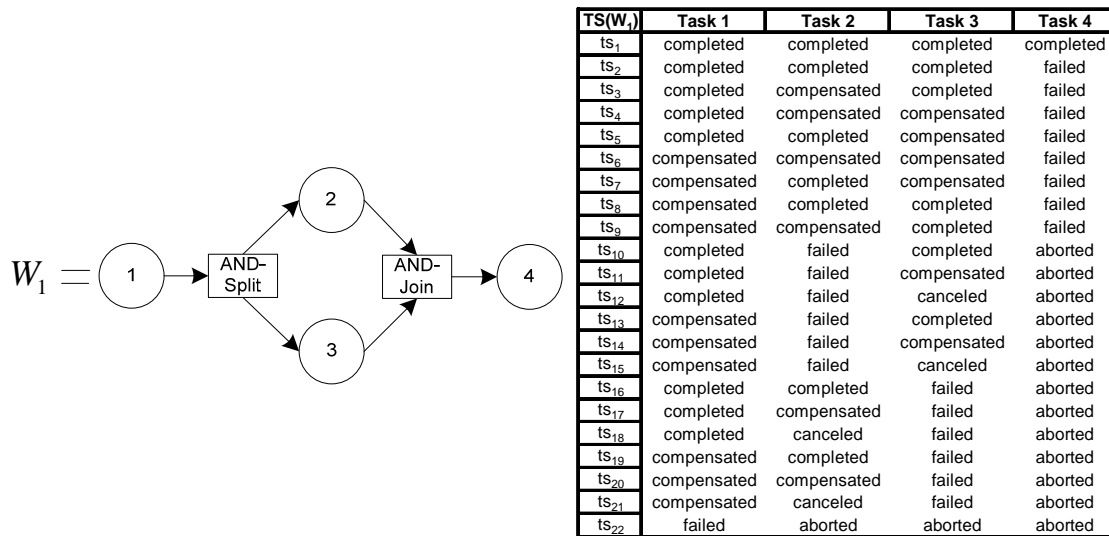 W₁ =
1
AND-
Split
2
3
AND-
Join
4
TS(W₁) Task 1 Task 2 Task 3 Task 4
ts₁ completed completed completed completed
ts₂ completed completed completed failed
ts₃ completed compensated completed failed
ts₄ completed compensated compensated failed
ts₅ completed completed compensated failed
ts₆ compensated compensated compensated failed
ts₇ compensated completed compensated failed
ts₈ compensated completed completed failed
ts₉ compensated compensated completed failed
ts₁₀ completed failed completed aborted
ts₁₁ completed failed compensated aborted
ts₁₂ completed failed canceled aborted
ts₁₃ compensated failed completed aborted
ts₁₄ compensated failed compensated aborted
ts₁₅ compensated failed canceled aborted
ts₁₆ completed completed failed aborted
ts₁₇ completed compensated failed aborted
ts₁₈ completed canceled failed aborted
ts₁₉ compensated completed failed aborted
ts₂₀ compensated compensated failed aborted
ts₂₁ compensated canceled failed aborted
ts₂₂ failed aborted aborted aborted